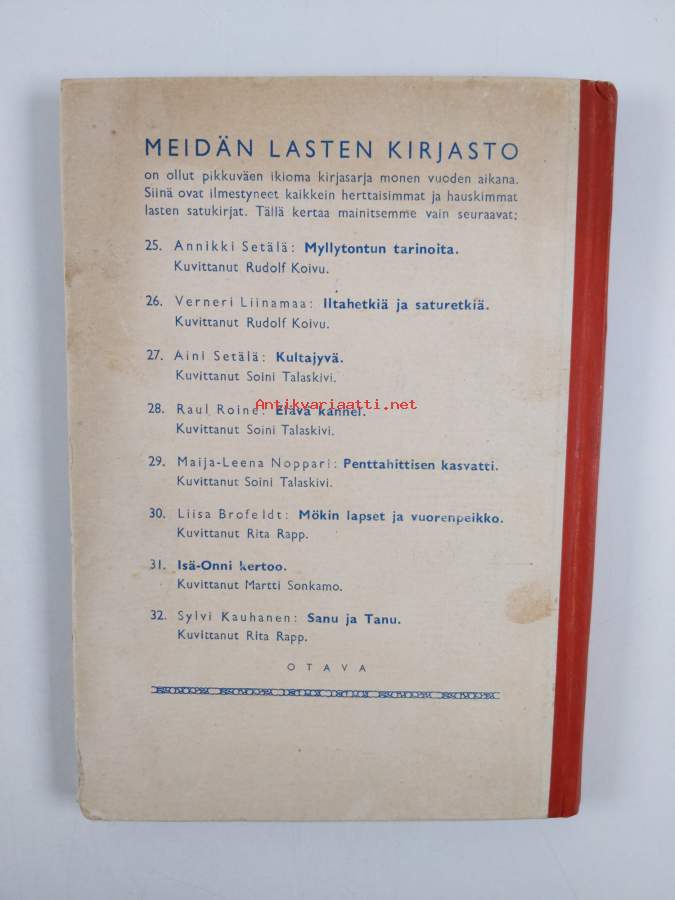 MEIDÄN LASTEN KIRJASTO
on ollut pikkuväen ikioma kirjasarja monen vuoden aikana.
Siinä ovat ilmestyneet kaikkein herttaisimmat ja hauskimmat
lasten satukirjat. Tällä kertaa mainitsemme vain seuraavat:
25. Annikki Setälä: Myllytontun tarinoita.
Kuvittanut Rudolf Koivu.
26. Verneri Liinamaa: Iltahetkiä ja saturetkiä.
Kuvittanut Rudolf Koivu.
27. Aini Setälä: Kultajyvä.
Kuvittanut Soini Talaskivi.
Antikvariaatti.net
28. Raul Roine: Elävä kannel.
Kuvittanut Soini Talaskivi.
29. Maija-Leena Noppari: Penttahittisen kasvatti.
Kuvittanut Soini Talaskivi.
30. Liisa Brofeldt: Mökin lapset ja vuorenpeikko.
Kuvittanut Rita Rapp.
31. Isä-Onni kertoo.
Kuvittanut Martti Sonkamo.
32. Sylvi Kauhanen: Sanu ja Tanu.
Kuvittanut Rita Rapp.
OTAVA